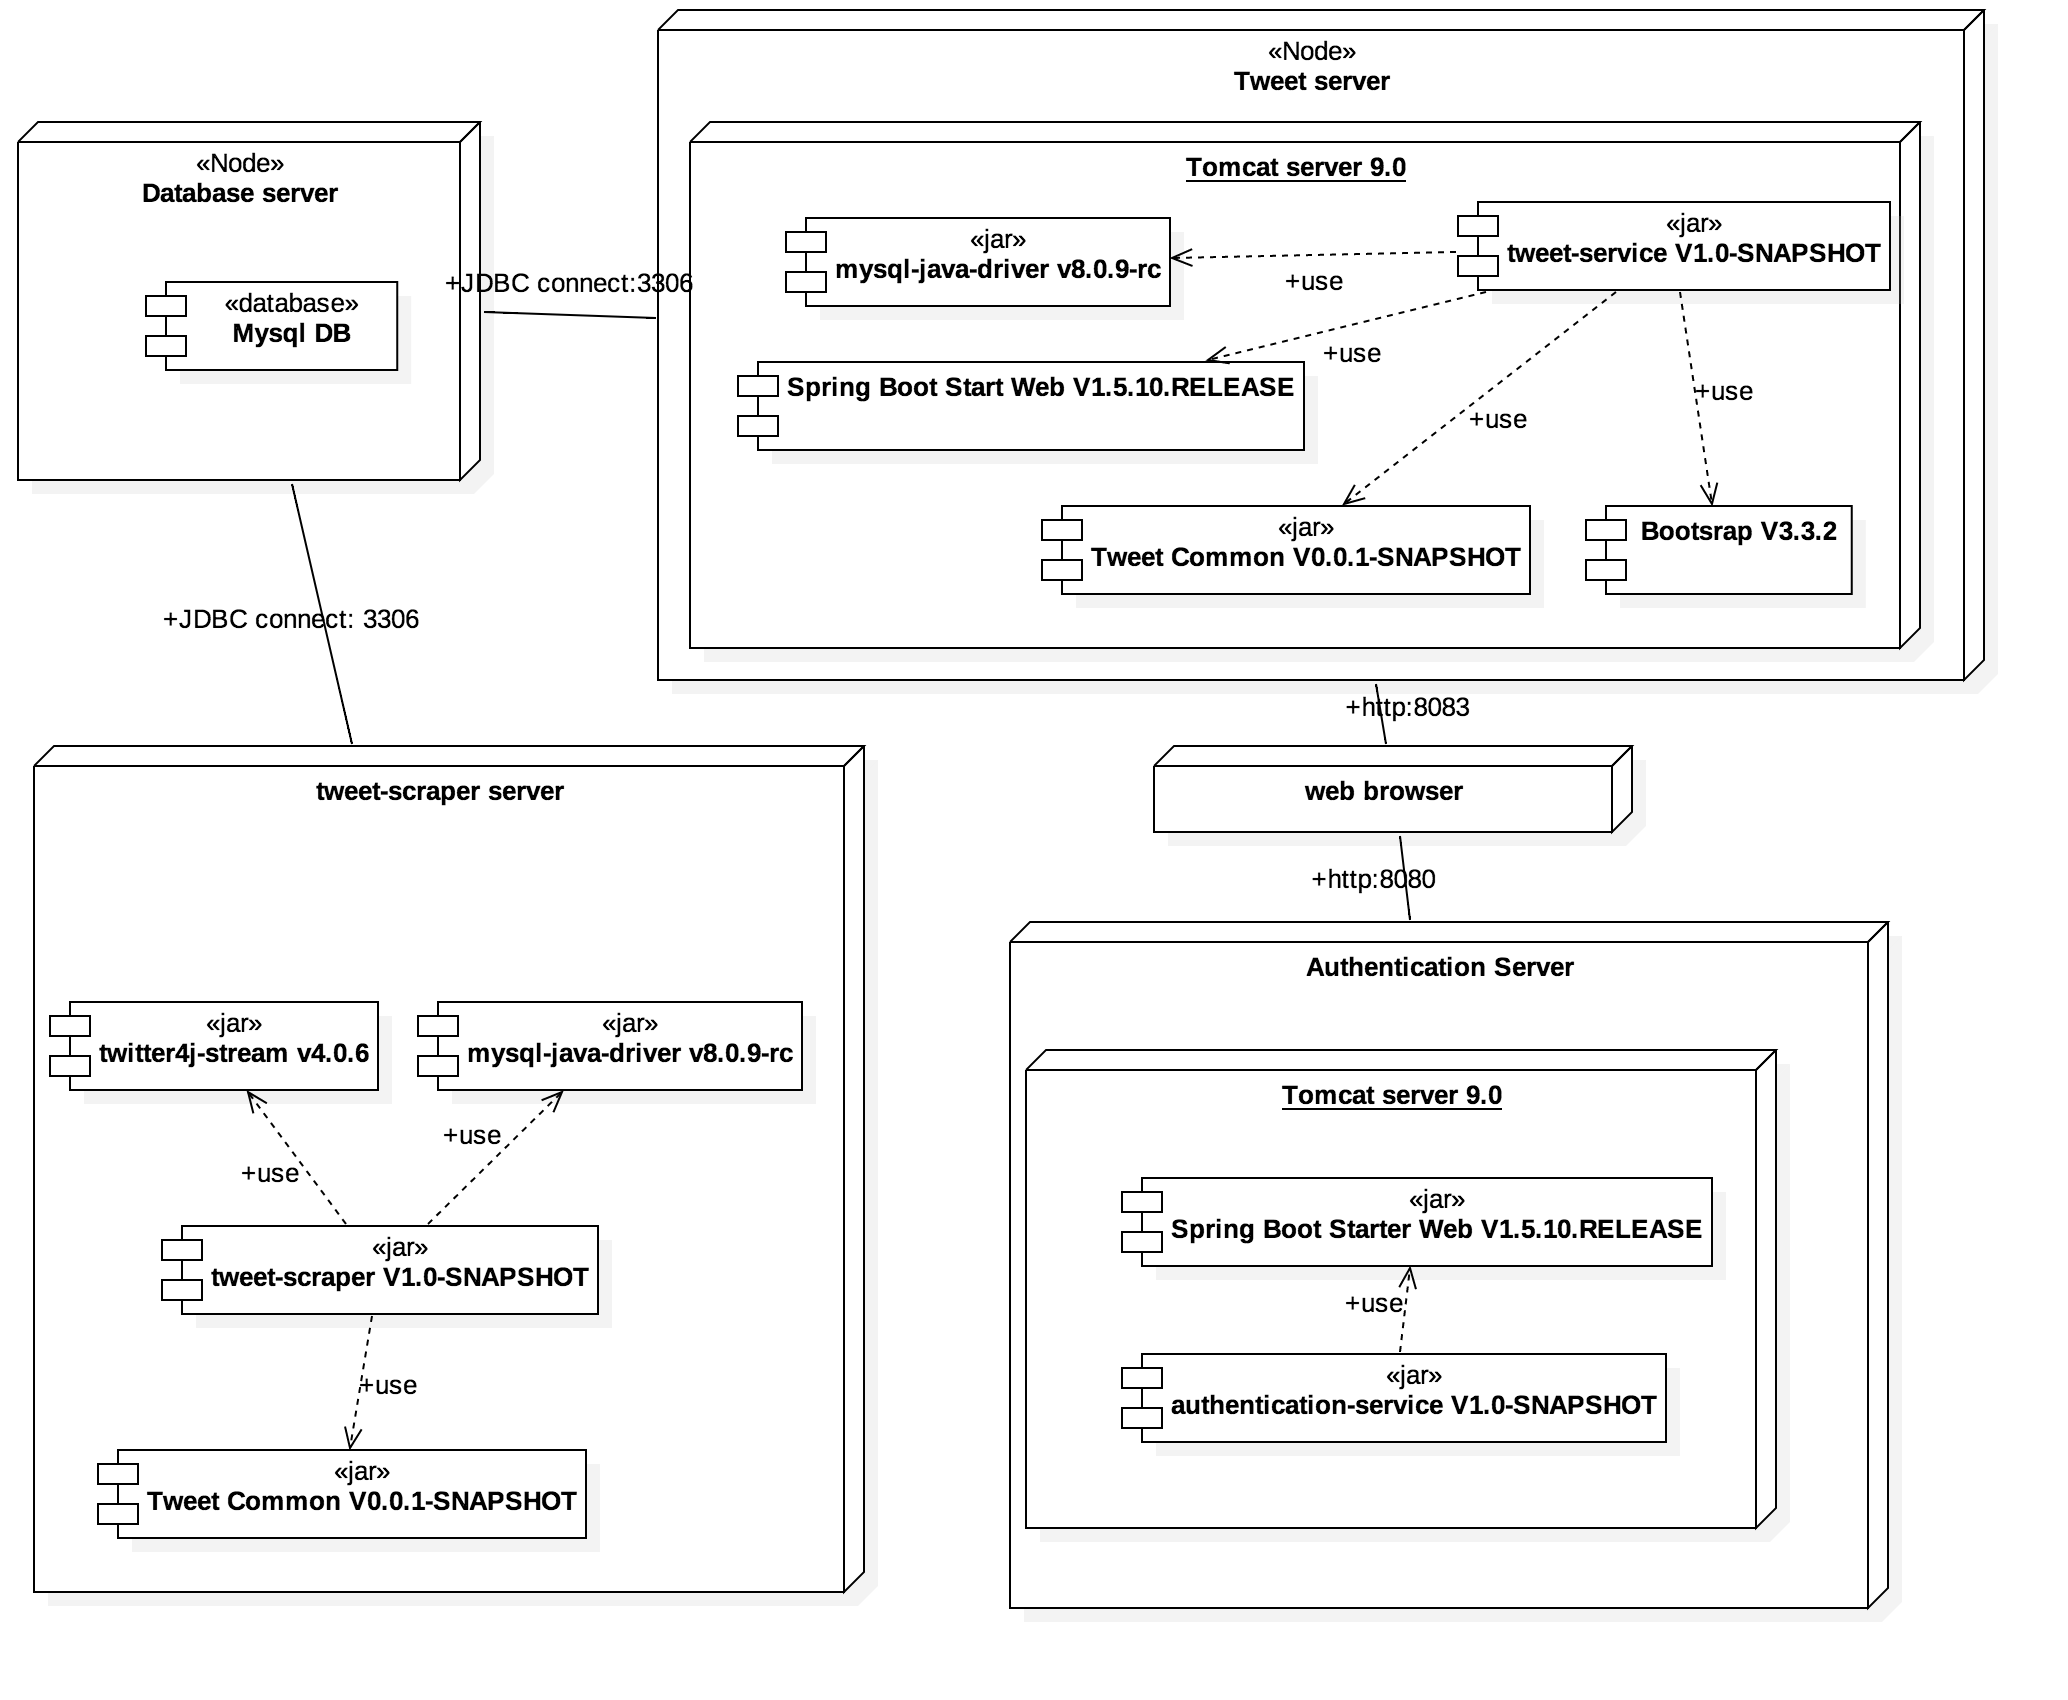 «Node»
Tweet server
«Node»
Database server
«database»
Mysql DB
+JDBC connect:3306
Tomcat server 9.0
«jar»
mysql-java-driver v8.0.9-rc
«jar»
tweet-service V1.0-SNAPSHOT
+use
+use
Spring Boot Start Web V1.5.10.RELEASE
+use
+use
«jar»
Tweet Common V0.0.1-SNAPSHOT
Bootsrap V3.3.2
+JDBC connect: 3306
+http:8083
web browser
+http:8080
tweet-scraper server
«jar»
twitter4j-stream v4.0.6
«jar»
mysql-java-driver v8.0.9-rc
+use
+use
«jar»
tweet-scraper V1.0-SNAPSHOT
+use
«jar»
Tweet Common V0.0.1-SNAPSHOT
Authentication Server
Tomcat server 9.0
«jar»
Spring Boot Starter Web V1.5.10.RELEASE
+use
«jar»
authentication-service V1.0-SNAPSHOT